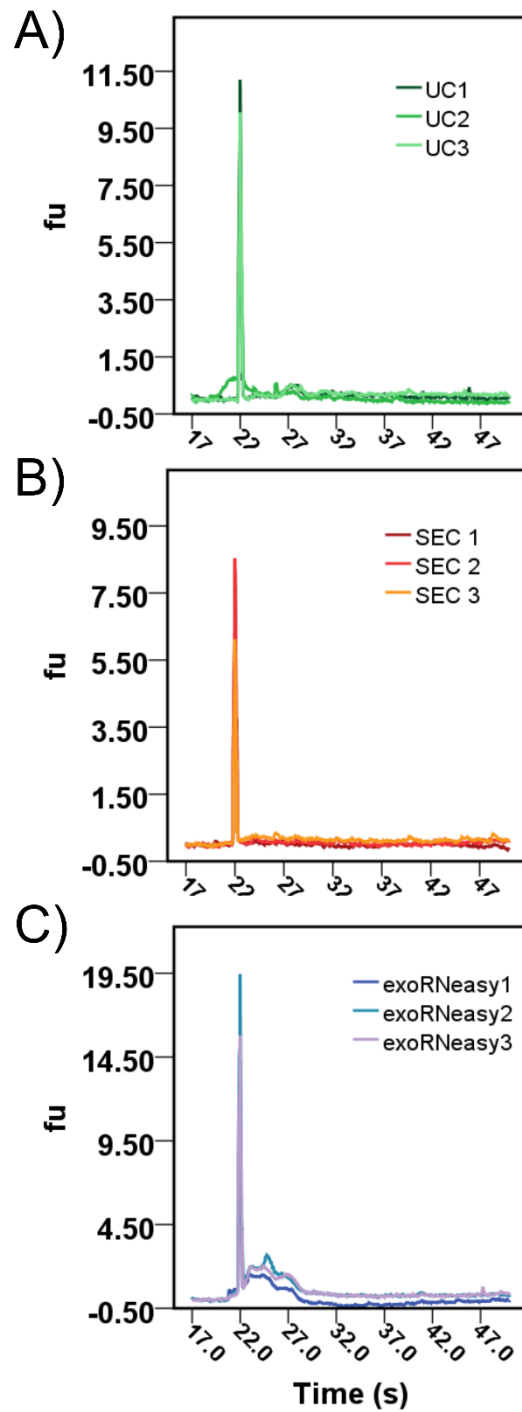 A)
11.50
9.50
7.50
5.50
3.50
1.50
-0.50
fu
UC1
UC2
UC3
17 22 27 32 37 42 47
B)
9.50
7.50
5.50
3.50
1.50
-0.50
fu
SEC 1
SEC 2
SEC 3
17 22 27 32 37 42 47
C)
19.50
14.50
9.50
4.50
-0.50
fu
exoRNeasy1
exoRNeasy2
exoRNeasy3
17.0 22.0 27.0 32.0 37.0 42.0 47.0
Time (s)